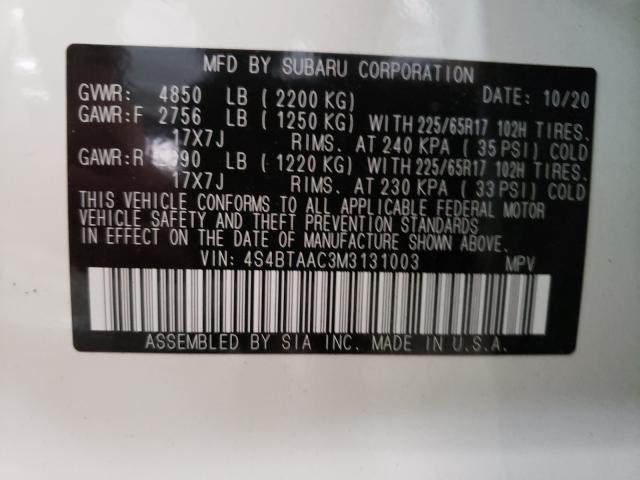 MFD BY SUBARU CORPORATION
GVWR: 4850 LB (2200 KG) DATE: 10/20
GAWR:F 2756 LB (1250 KG) WITH 225/65R17 102H TIRES.
17X7J RIMS. AT 240 KPA (35 PSI) COLD
GAWR:R 2690 LB (1220 KG) WITH 225/65R17 102H TIRES.
17X7J RIMS. AT 230 KPA (33 PSI) COLD
THIS VEHICLE CONFORMS TO ALL APPLICABLE FEDERAL MOTOR
VEHICLE SAFETY AND THEFT PREVENTION STANDARDS
IN EFFECT ON THE DATE OF MANUFACTURE SHOWN ABOVE.
VIN: 4S4BTAAC3M3131003 MPV
ASSEMBLED BY SIA INC. MADE IN U.S.A.